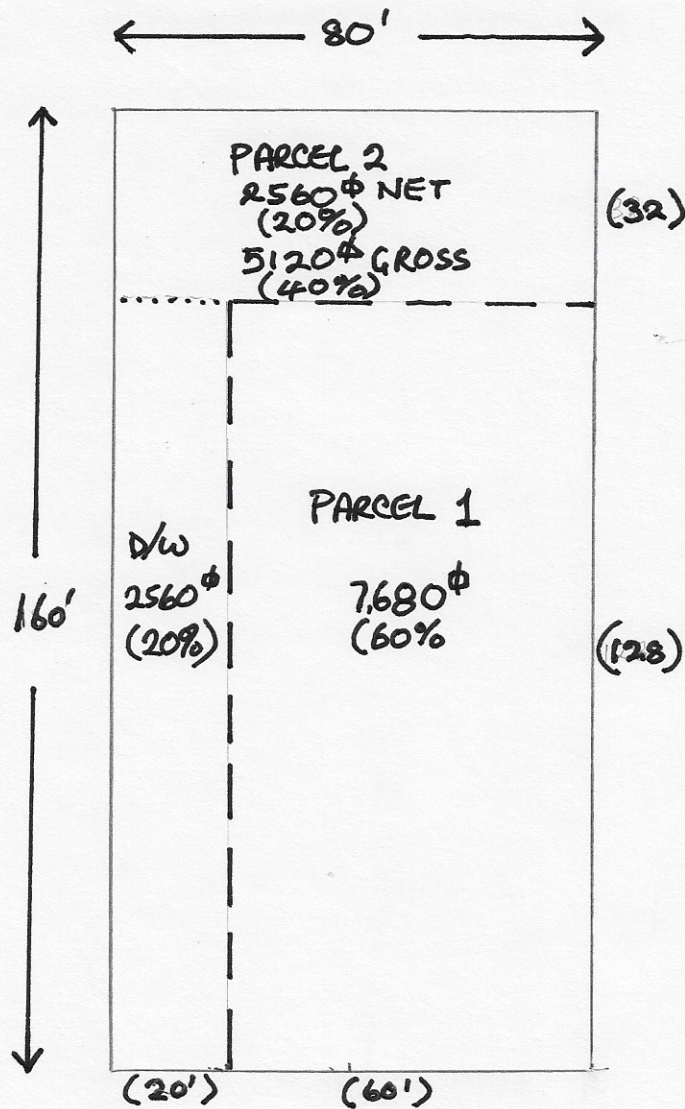 80'
PARCEL 2
2560⌀ NET
(20%)
5120⌀ GROSS
(40%)
(32)
PARCEL 1
D/W
2560⌀
(20%)
7,680⌀
(60%
160'
(128)
(20')
(60')